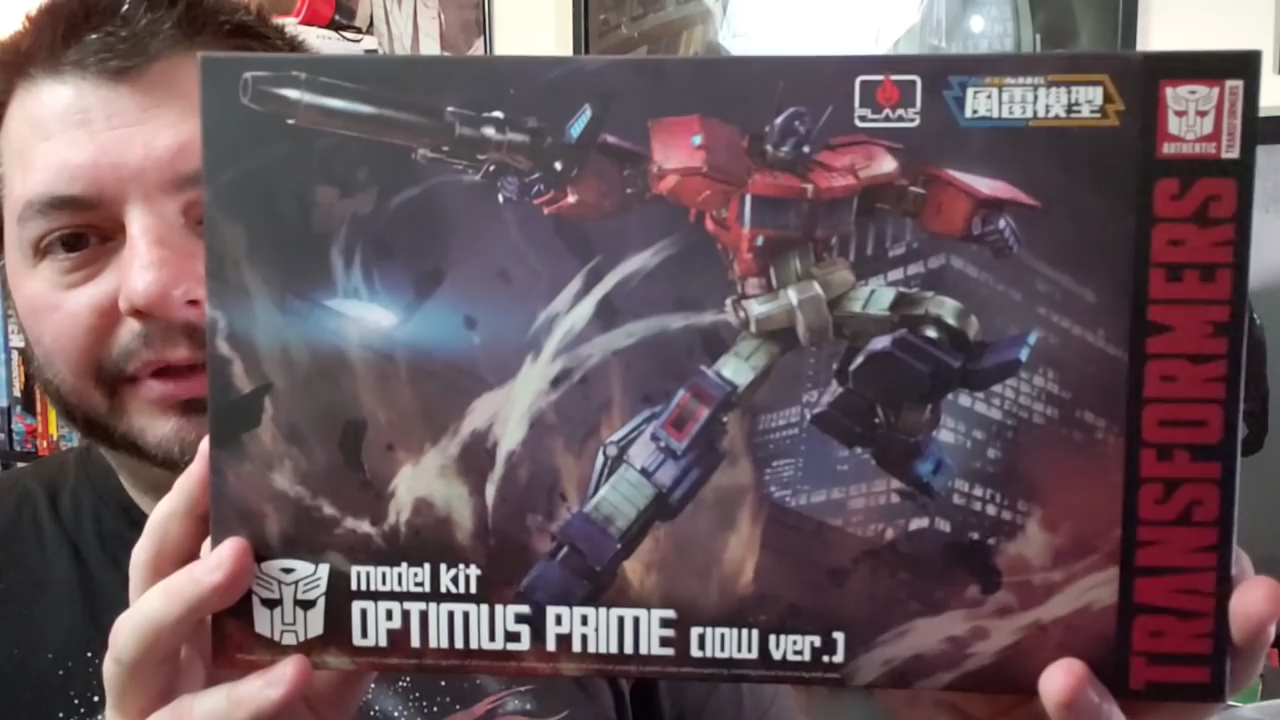 FLAME
風雷模型
AUTHENTIC
TRANSFORMERS
TRANSFORMERS
model kit
OPTIMUS PRIME [IDW ver.]